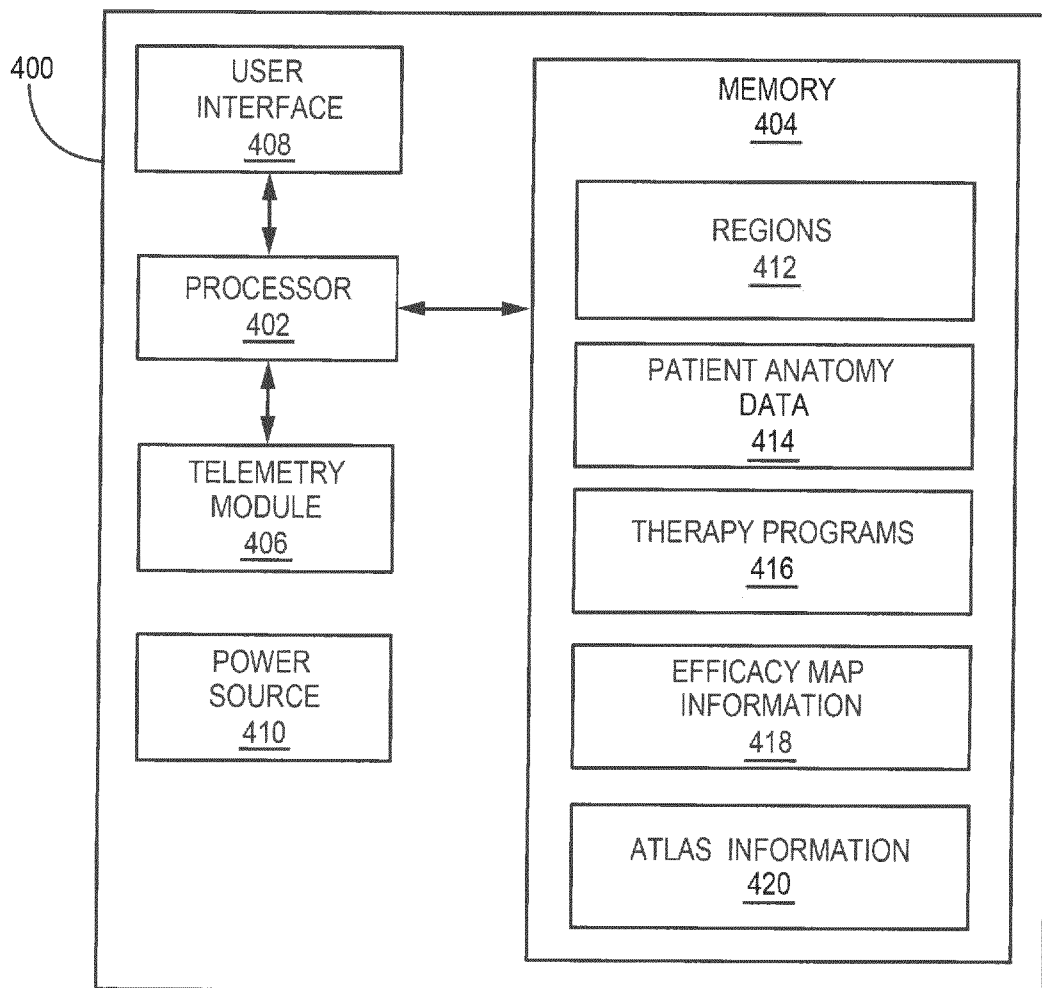 400
USER
INTERFACE
408
PROCESSOR
402
TELEMETRY
MODULE
406
POWER
SOURCE
410
MEMORY
404
REGIONS
412
PATIENT ANATOMY
DATA
414
THERAPY PROGRAMS
416
EFFICACY MAP
INFORMATION
418
ATLAS INFORMATION
420